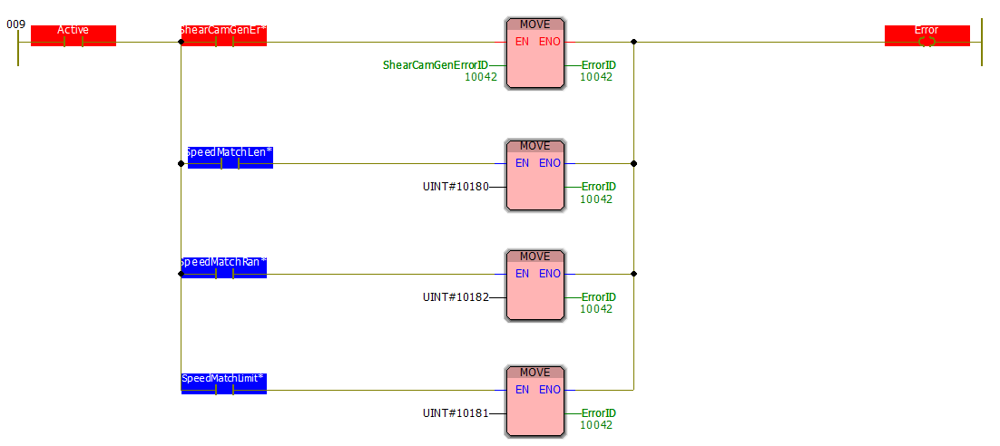 009
Active
ShearCamGenEr*
MOVE
Error
EN ENO
ShearCamGenErrorID
ErrorID
10042
10042
SpeedMatchLen*
MOVE
EN ENO
UINT#10180
ErrorID
10042
SpeedMatchRan*
MOVE
EN ENO
UINT#10182
ErrorID
10042
SpeedMatchLimit*
MOVE
EN ENO
UINT#10181
ErrorID
10042